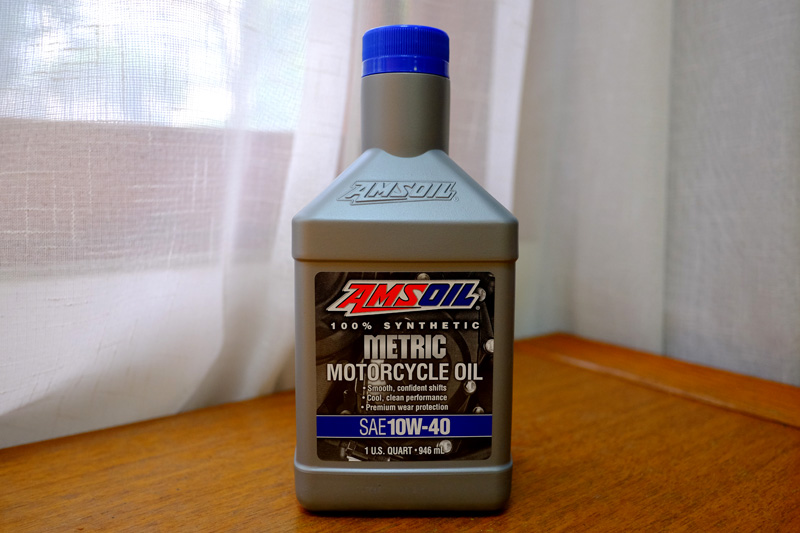 AMSOIL
AMSOIL
100% SYNTHETIC
METRIC
MOTORCYCLE OIL
• Smooth, confident shifts
• Cool, clean performance
• Premium wear protection
SAE 10W-40
1 U.S. QUART • 946 mL